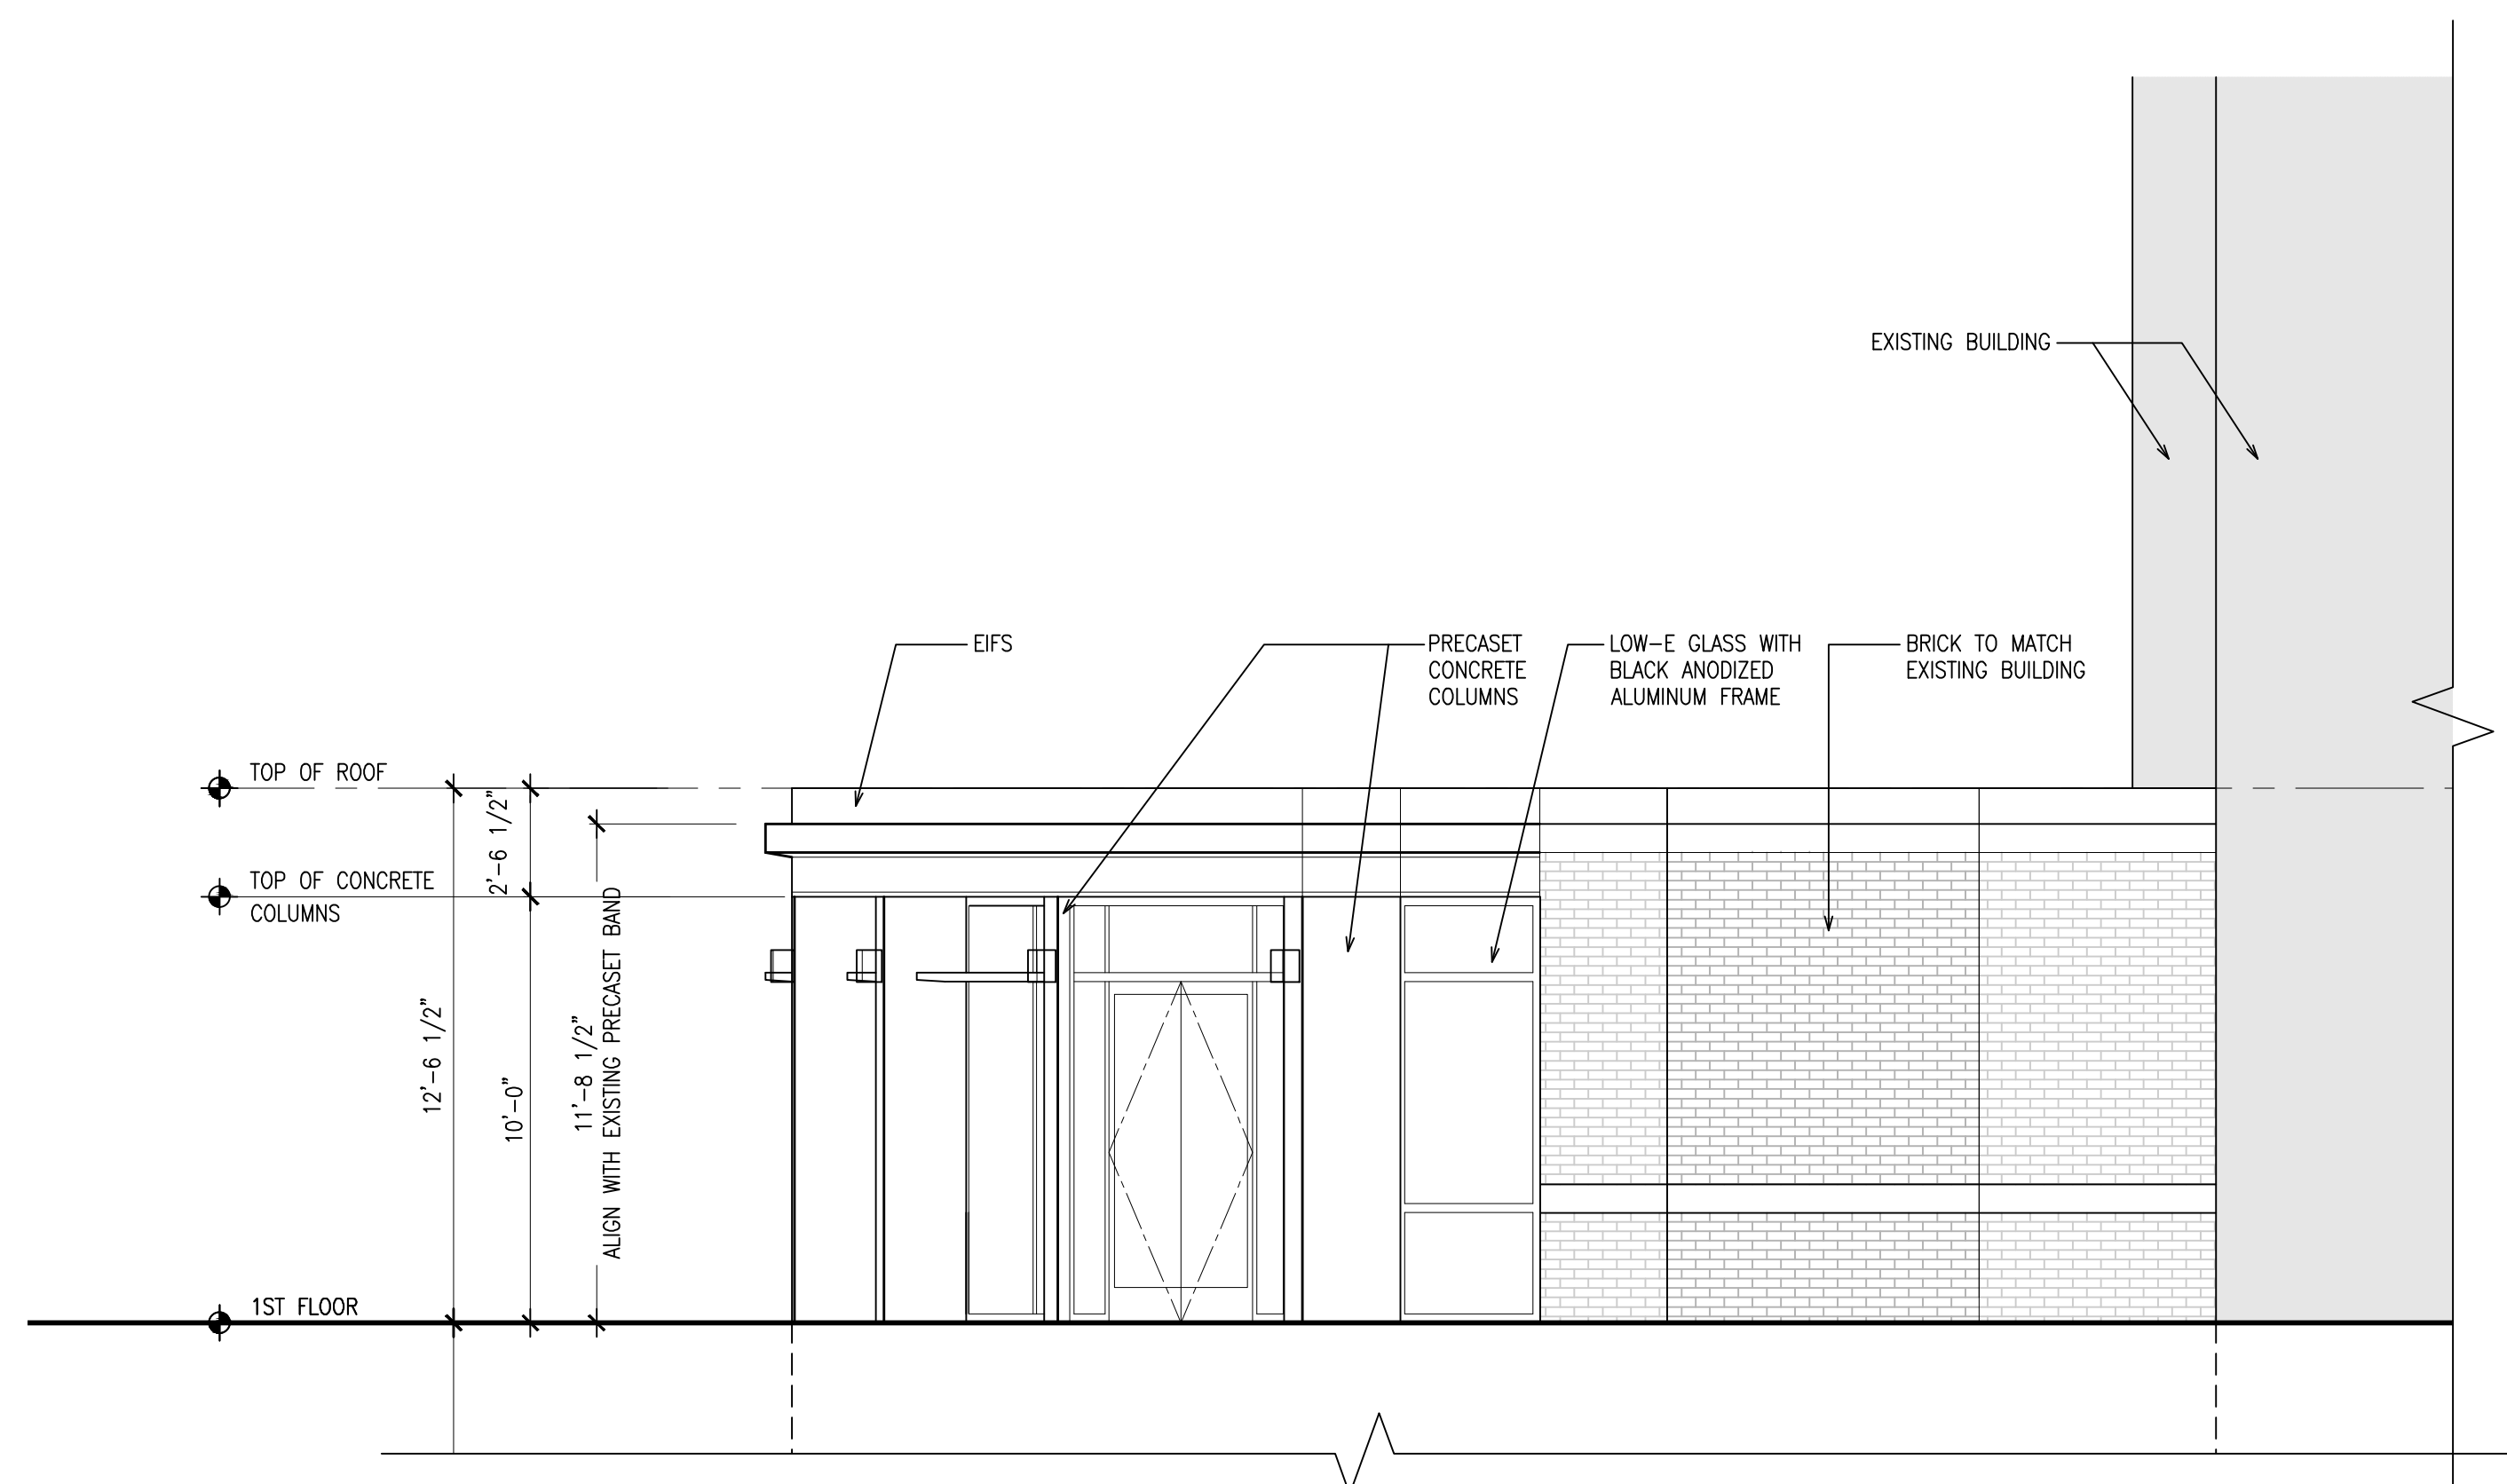 EXISTING BUILDING
EIFS
PRECASET
CONCRETE
COLUMNS
LOW-E GLASS WITH
BLACK ANODIZED
ALUMINUM FRAME
BRICK TO MATCH
EXISTING BUILDING
TOP OF ROOF
TOP OF CONCRETE
COLUMNS
1ST FLOOR
12'-6 1/2"
2'-6 1/2"
10'-0"
11'-8 1/2"
ALIGN WITH EXISTING PRECASET BAND